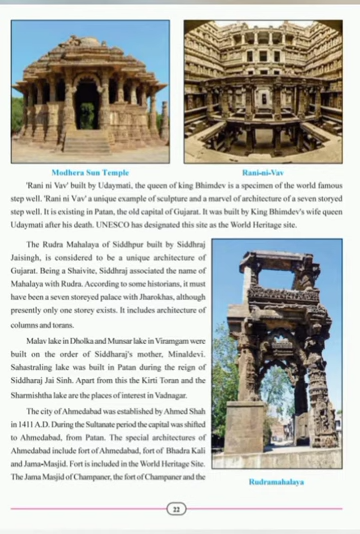 Modhera Sun Temple
Rani-ni-Vav
'Rani ni Vav' built by Udaymati, the queen of king Bhimdev is a specimen of the world famous
step well. 'Rani ni Vav' a unique example of sculpture and a marvel of architecture of a seven storyed
step well. It is existing in Patan, the old capital of Gujarat. It was built by King Bhimdev's wife queen
Udaymati after his death. UNESCO has designated this site as the World Heritage site.
The Rudra Mahalaya of Siddhpur built by Siddhraj
Jaisingh, is considered to be a unique architecture of
Gujarat. Being a Shaivite, Siddhraj associated the name of
Mahalaya with Rudra. According to some historians, it must
have been a seven storeyed palace with Jharokhas, although
presently only one storey exists. It includes architecture of
columns and torans.
Malav lake in Dholka and Munsar lake in Viramgam were
built on the order of Siddharaj's mother, Minaldevi.
Sahastraling lake was built in Patan during the reign of
Siddharaj Jai Sinh. Apart from this the Kirti Toran and the
Sharmishtha lake are the places of interest in Vadnagar.
The city of Ahmedabad was established by Ahmed Shah
in 1411 A.D. During the Sultanate period the capital was shifted
to Ahmedabad, from Patan. The special architectures of
Ahmedabad include fort of Ahmedabad, fort of Bhadra Kali
and Jama-Masjid. Fort is included in the World Heritage Site.
The Jama Masjid of Champaner, the fort of Champaner and the
Rudramahalaya
22